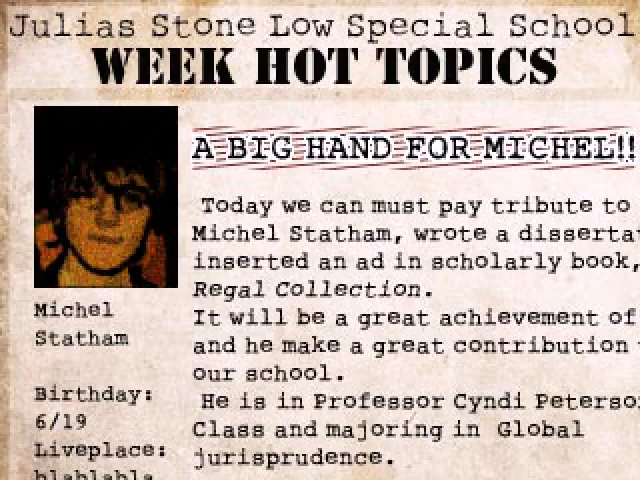 Julias Stone Low Special School
WEEK HOT TOPICS
A BIG HAND FOR MICHEL!!
Today we can must pay tribute to
Michel Statham, wrote a
inserted an ad in scholarly book,
Regal Collection.
It will be a great achievement of
and he make a great contribution
our school.
He is in Professor Cyndi
Class and majoring in Global
jurisprudence.
Michel
Statham
Birthday:
6/19
Liveplace:
blahlabla